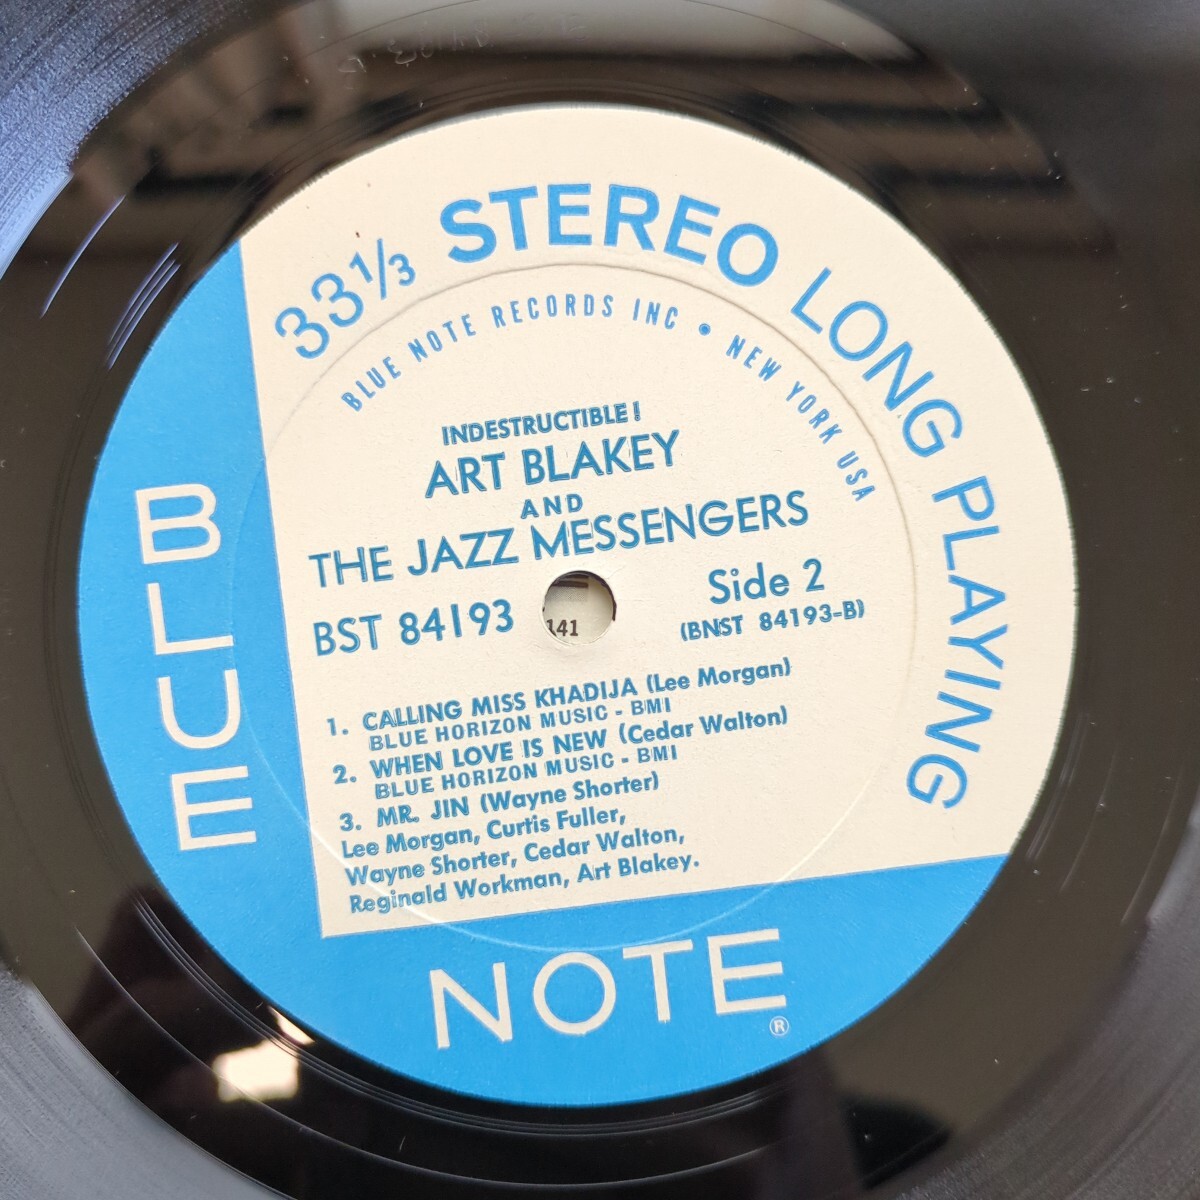 33⅓ STEREO LONG PLAYING
BLUE NOTE RECORDS INC • NEW YORK USA
INDESTRUCTIBLE!
ART BLAKEY
AND
THE JAZZ MESSENGERS
BST 84193
Side 2
(BNST 84193-B)
141
1. CALLING MISS KHADIJA (Lee Morgan)
BLUE HORIZON MUSIC - BMI
2. WHEN LOVE IS NEW (Cedar Walton)
BLUE HORIZON MUSIC - BMI
3. MR. JIN (Wayne Shorter)
Lee Morgan, Curtis Fuller,
Wayne Shorter, Cedar Walton,
Reginald Workman, Art Blakey.
BLUE
NOTE ®